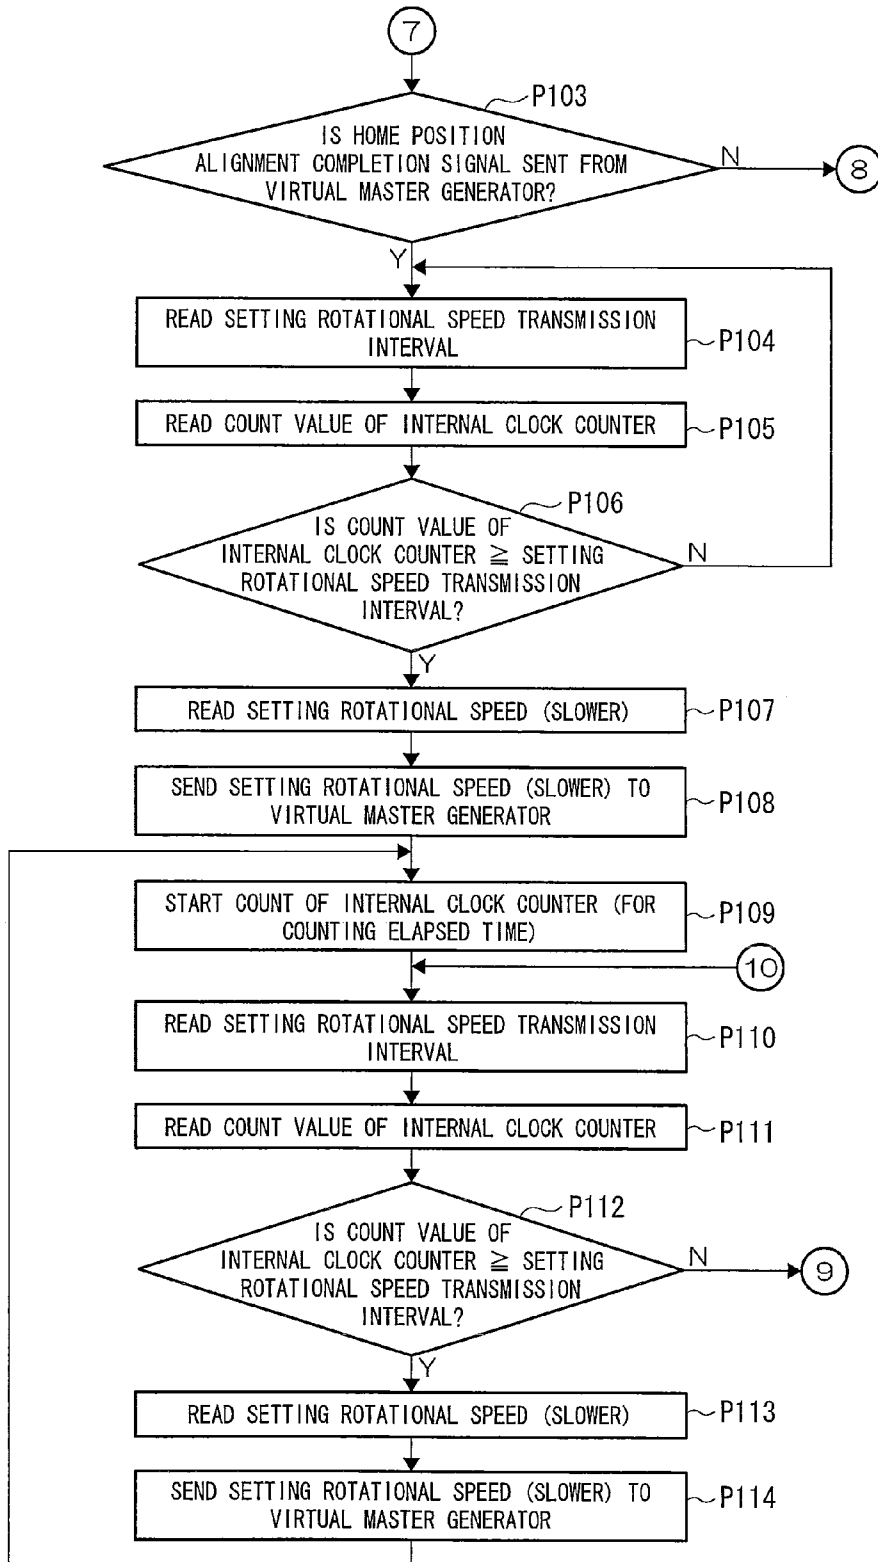 7
P103
IS HOME POSITION
ALIGNMENT COMPLETION SIGNAL SENT FROM
VIRTUAL MASTER GENERATOR?
N
8
Y
READ SETTING ROTATIONAL SPEED TRANSMISSION
INTERVAL
P104
READ COUNT VALUE OF INTERNAL CLOCK COUNTER
P105
P106
IS COUNT VALUE OF
INTERNAL CLOCK COUNTER ≧ SETTING
ROTATIONAL SPEED TRANSMISSION
INTERVAL?
N
Y
READ SETTING ROTATIONAL SPEED (SLOWER)
P107
SEND SETTING ROTATIONAL SPEED (SLOWER) TO
VIRTUAL MASTER GENERATOR
P108
START COUNT OF INTERNAL CLOCK COUNTER (FOR
COUNTING ELAPSED TIME)
P109
10
READ SETTING ROTATIONAL SPEED TRANSMISSION
INTERVAL
P110
READ COUNT VALUE OF INTERNAL CLOCK COUNTER
P111
P112
IS COUNT VALUE OF
INTERNAL CLOCK COUNTER ≧ SETTING
ROTATIONAL SPEED TRANSMISSION
INTERVAL?
N
9
Y
READ SETTING ROTATIONAL SPEED (SLOWER)
P113
SEND SETTING ROTATIONAL SPEED (SLOWER) TO
VIRTUAL MASTER GENERATOR
P114